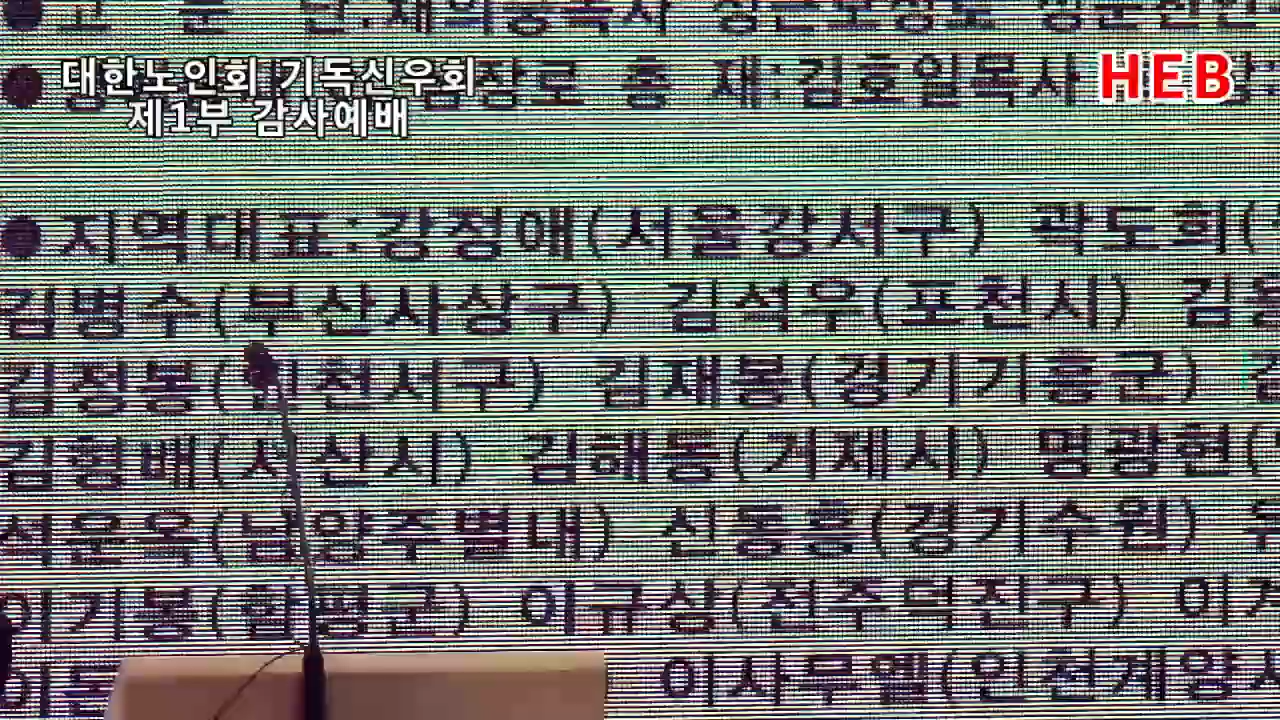 대한노인회 기독신우회
제1부 감사예배
HEB
장로 총 재:김호일목사
●지역대표:강정애(서울강서구) 곽도희(
김병수(부산사상구) 김석우(포천시)
김정봉(인천서구) 김재봉(경기기흥군)
김형배(서산시) 김해동(거제시) 명광현(
석운옥(남양주별내) 신동흥(경기수원)
이기봉(함평군) 이규상(전주덕진구)
이사무엘(인천계양